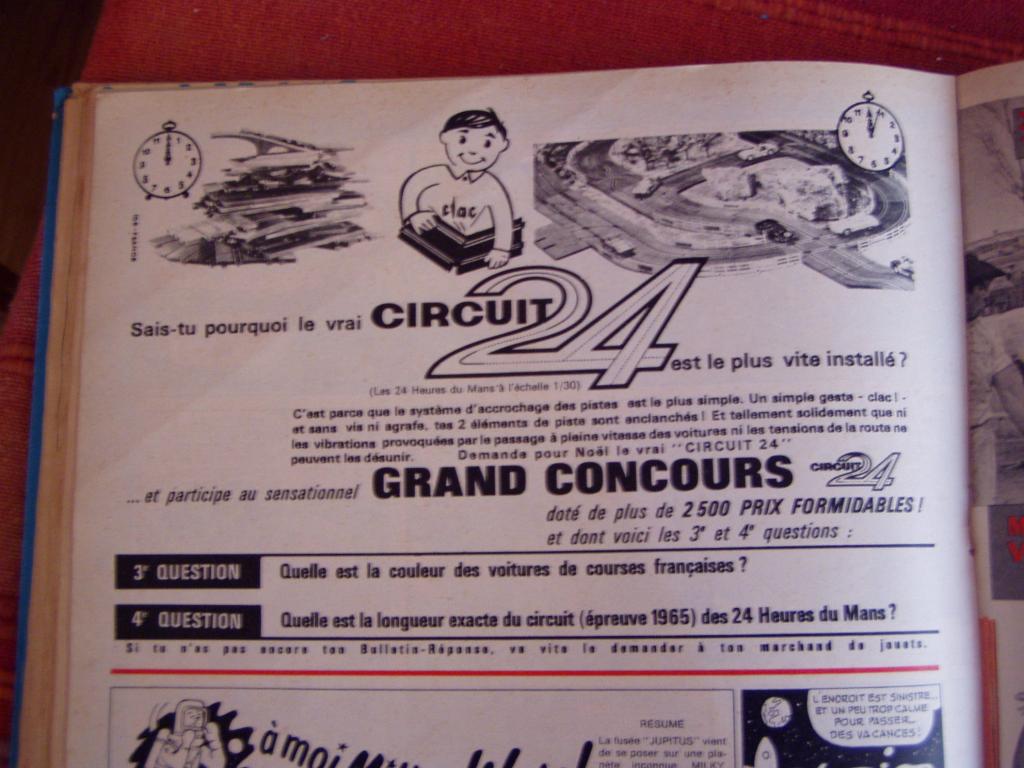 clac
Sais-tu pourquoi le vrai CIRCUIT 24 est le plus vite installé ?
(Les 24 Heures du Mans à l'échelle 1/30)
C'est parce que le système d'accrochage des pistes est le plus simple. Un simple geste - clac ! -
et sans vis ni agrafe, tes 2 éléments de piste sont enclanchés ! Et tellement solidement que ni
les vibrations provoquées par le passage à pleine vitesse des voitures ni les tensions de la route ne
peuvent les désunir. Demande pour Noël le vrai "CIRCUIT 24"
... et participe au sensationnel GRAND CONCOURS CIRCUIT 24
doté de plus de 2 500 PRIX FORMIDABLES !
et dont voici les 3e et 4e questions :
3e QUESTION Quelle est la couleur des voitures de courses françaises ?
4e QUESTION Quelle est la longueur exacte du circuit (épreuve 1965) des 24 Heures du Mans ?
Si tu n'as pas encore ton Bulletin-Réponse, va vite le demander à ton marchand de jouets.
à moi
RÉSUMÉ
La fusée "JUPITUS" vient
de se poser sur une pla-
nète inconnue. MILKY
L'ENDROIT EST SINISTRE...
ET UN PEU TROP CALME
POUR PASSER...
DES VACANCES !